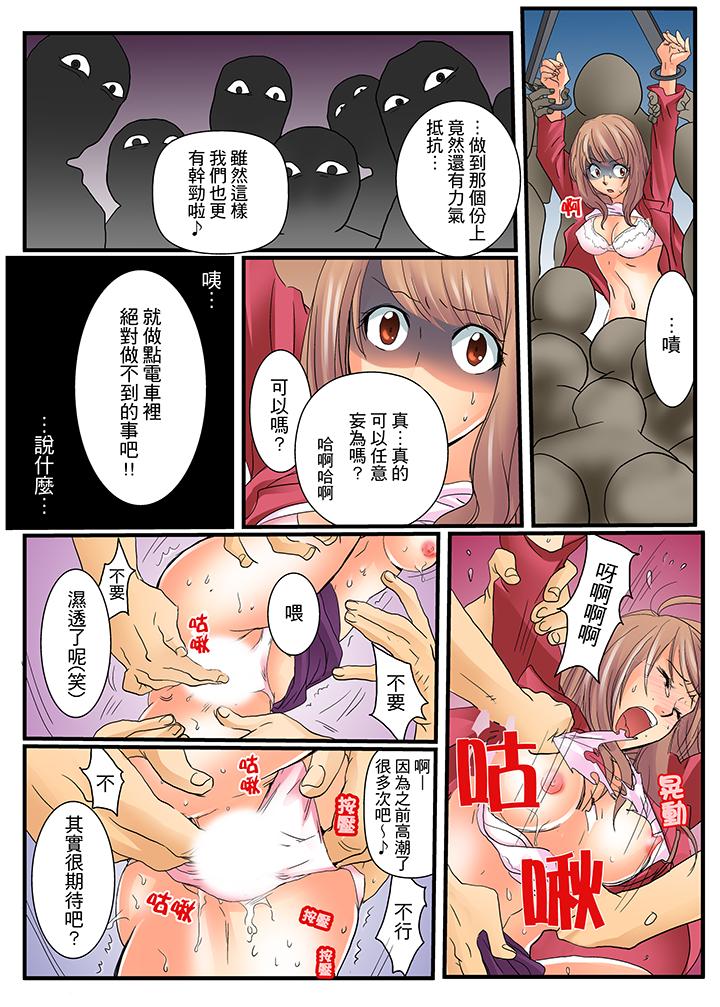 …嘖
啊
…做到那個份上
竟然還有力氣
抵抗…
雖然這樣
我們也更
有幹勁啦♪
真…真的
可以任意
妄為嗎?
哈啊哈啊
可以嗎?
咦…
就做點電車裡
絕對做不到的事吧!!
…說什麼…
呀啊啊啊
晃動
咕
啾
喂
不要
不要
濕透了呢(笑)
咕啾
啊—
因為之前高潮了
很多次吧～♪
不行
不
其實很期待吧?
咕啾
按壓
咕啾
按壓
按壓